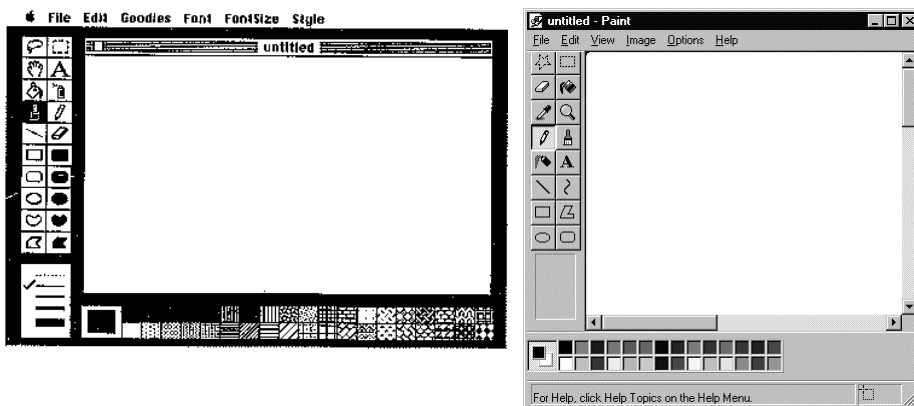 File Edit Goodies Font FontSize Style
untitled
A
untitled - Paint
File Edit View Image Options Help
A
For Help, click Help Topics on the Help Menu.